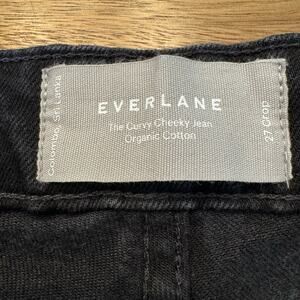 EVERLANE
The Curvy Cheeky Jean
Organic Cotton
Colombo, Sri Lanka
27 Crop